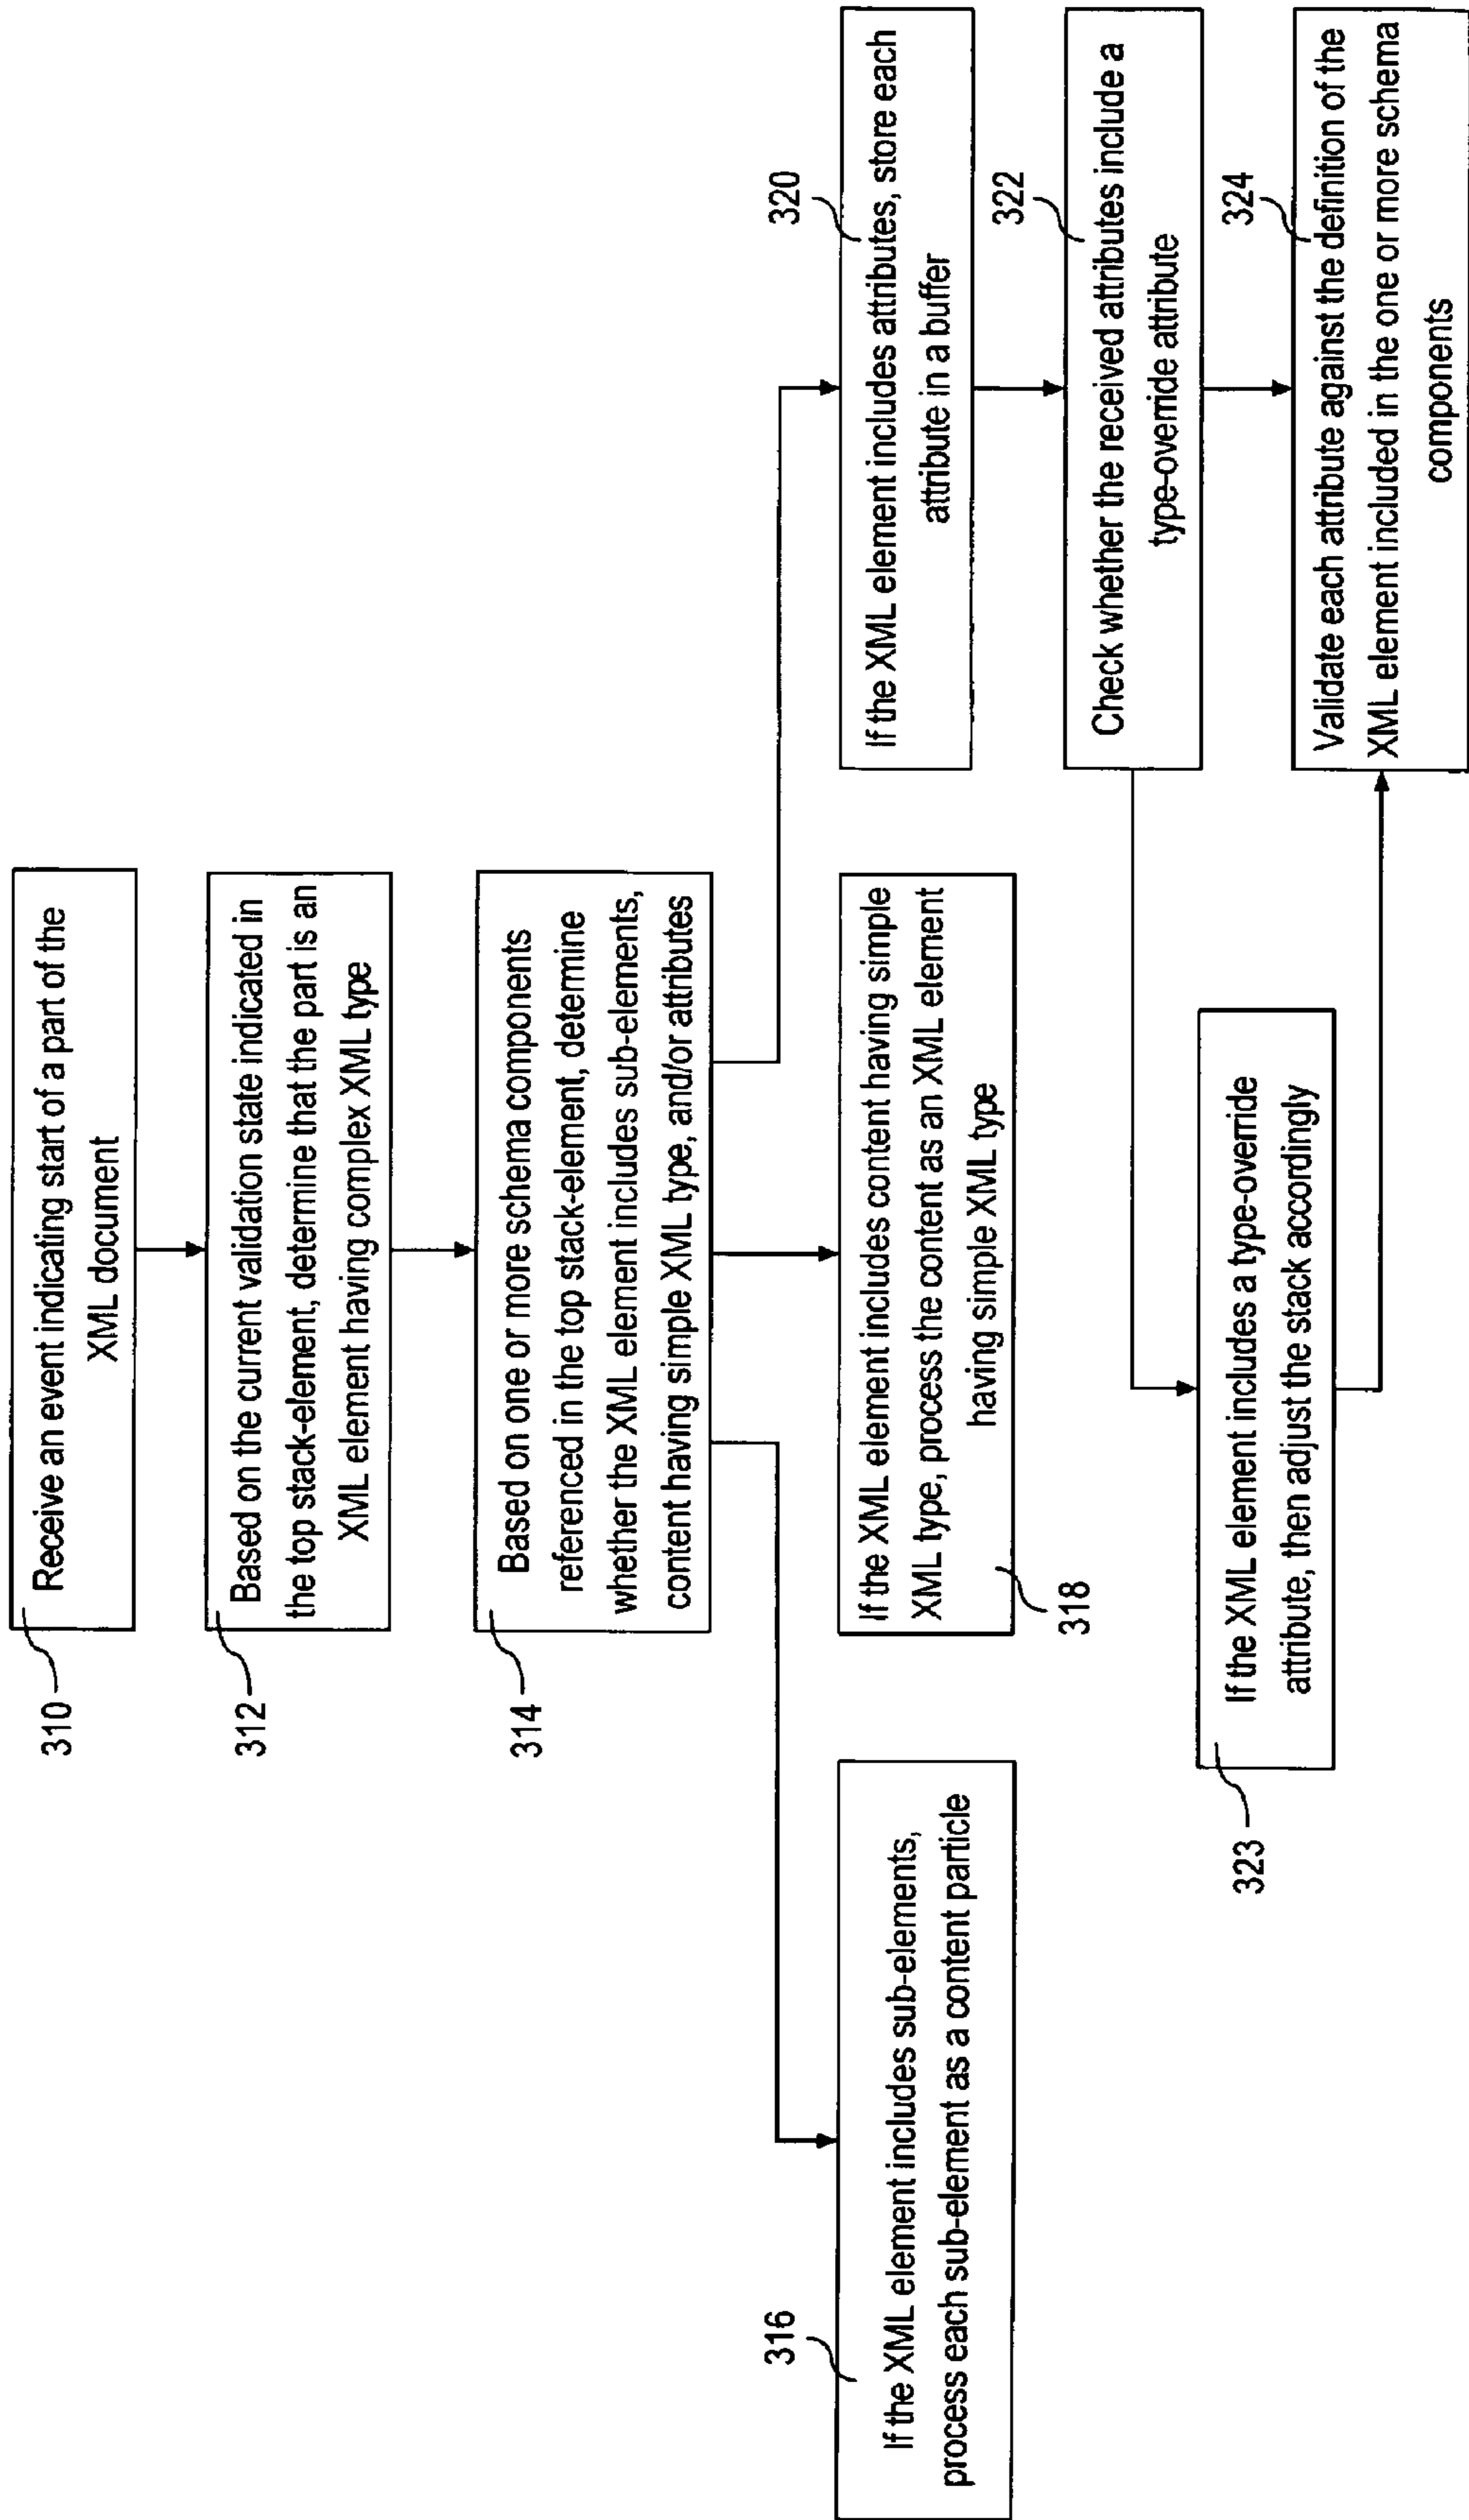 310
Receive an event indicating start of a part of the
XML document
312
Based on the current validation state indicated in
the top stack-element, determine that the part is an
XML element having complex XML type
314
Based on one or more schema components
referenced in the top stack-element, determine
whether the XML element includes sub-elements,
content having simple XML type, and/or attributes
316
If the XML element includes sub-elements,
process each sub-element as a content particle
If the XML element includes content having simple
XML type, process the content as an XML element
having simple XML type
318
320
If the XML element includes attributes, store each
attribute in a buffer
322
Check whether the received attributes include a
type-override attribute
323
If the XML element includes a type-override
attribute, then adjust the stack accordingly
324
Validate each attribute against the definition of the
XML element included in the one or more schema
components